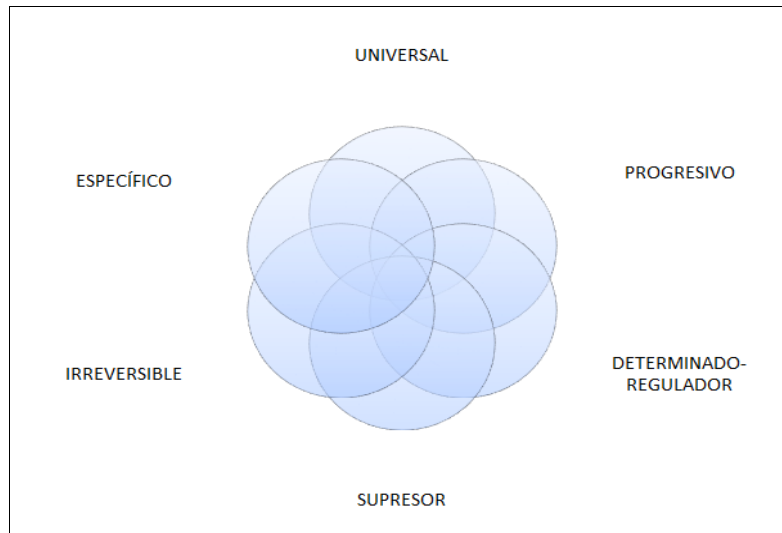 UNIVERSAL
PROGRESIVO
ESPECÍFICO
DETERMINADO-
REGULADOR
IRREVERSIBLE
SUPRESOR